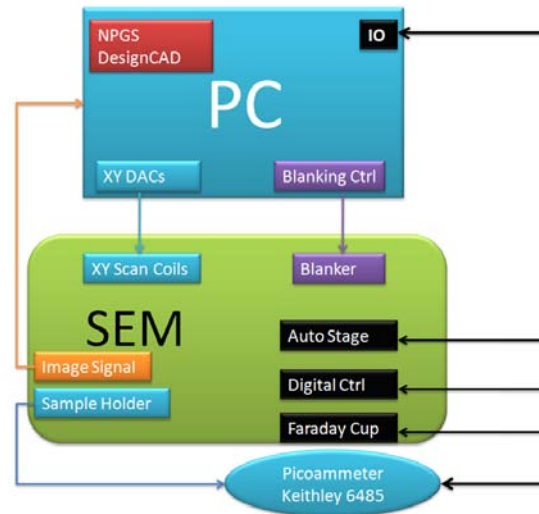 NPGS
DesignCAD
IO
PC
XY DACs
Blanking Ctrl
XY Scan Coils
Blanker
SEM
Auto Stage
Image Signal
Digital Ctrl
Sample Holder
Faraday Cup
Picoammeter
Keithley 6485